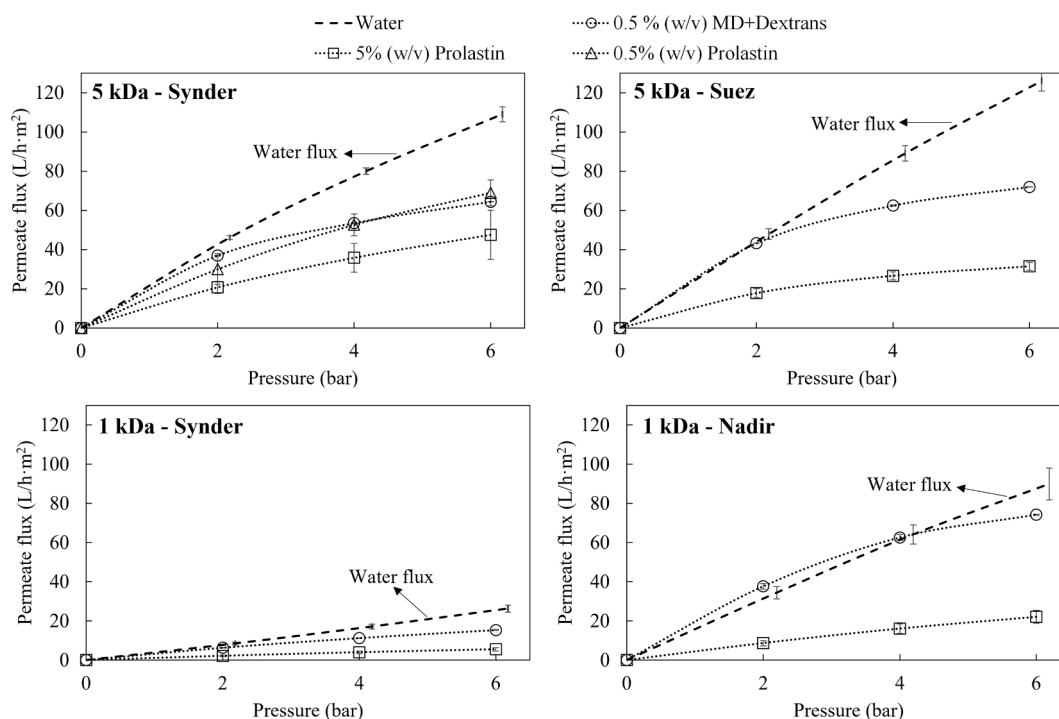 Water
0.5 % (w/v) MD+Dextrans
5% (w/v) Prolastin
0.5% (w/v) Prolastin
5 kDa - Synder
Permeate flux (L/h·m²)
120
100
80
60
40
20
0
Water flux
0 2 4 6
Pressure (bar)
5 kDa - Suez
Permeate flux (L/h·m²)
120
100
80
60
40
20
0
Water flux
0 2 4 6
Pressure (bar)
1 kDa - Synder
Permeate flux (L/h·m²)
120
100
80
60
40
20
0
Water flux
0 2 4 6
Pressure (bar)
1 kDa - Nadir
Permeate flux (L/h·m²)
120
100
80
60
40
20
0
Water flux
0 2 4 6
Pressure (bar)